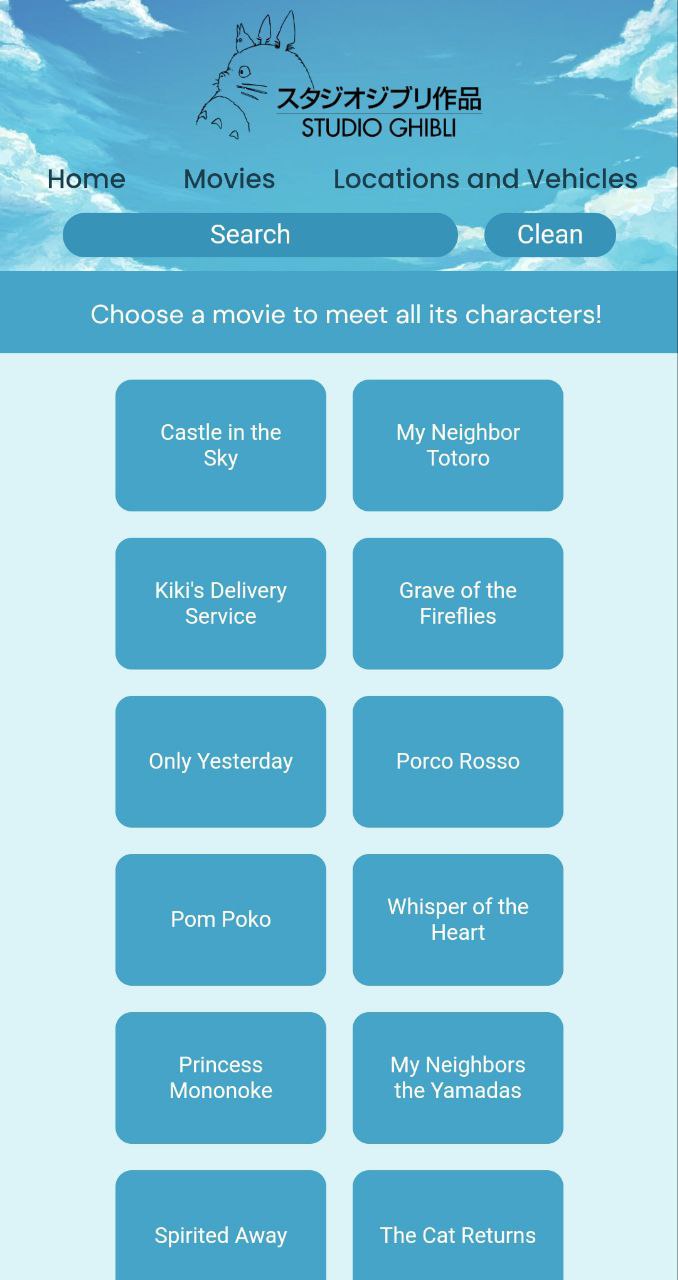 スタジオジブリ作品
STUDIO GHIBLI
Home Movies Locations and Vehicles
Search Clean
Choose a movie to meet all its characters!
Castle in the
Sky
My Neighbor
Totoro
Kiki's Delivery
Service
Grave of the
Fireflies
Only Yesterday
Porco Rosso
Pom Poko
Whisper of the
Heart
Princess
Mononoke
My Neighbors
the Yamadas
Spirited Away
The Cat Returns